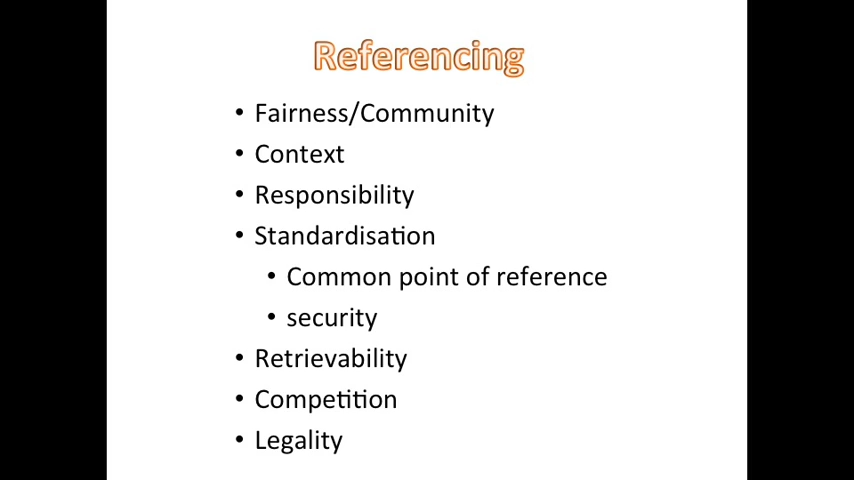 Referencing
• Fairness/Community
• Context
• Responsibility
• Standardisation
• Common point of reference
• security
• Retrievability
• Competition
• Legality